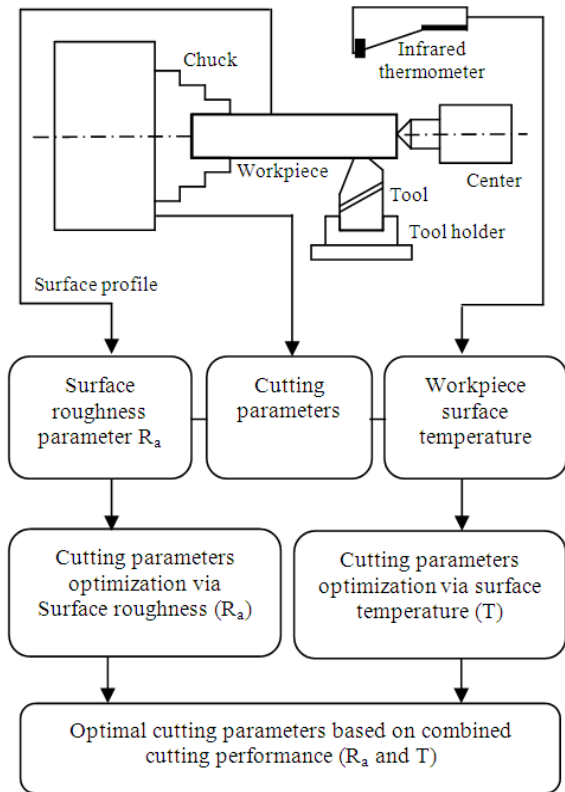 Chuck
Infrared
thermometer
Workpiece
Center
Tool
Tool holder
Surface profile
Surface
roughness
parameter Rₐ
Cutting
parameters
Workpiece
surface
temperature
Cutting parameters
optimization via
Surface roughness (Rₐ)
Cutting parameters
optimization via surface
temperature (T)
Optimal cutting parameters based on combined
cutting performance (Rₐ and T)